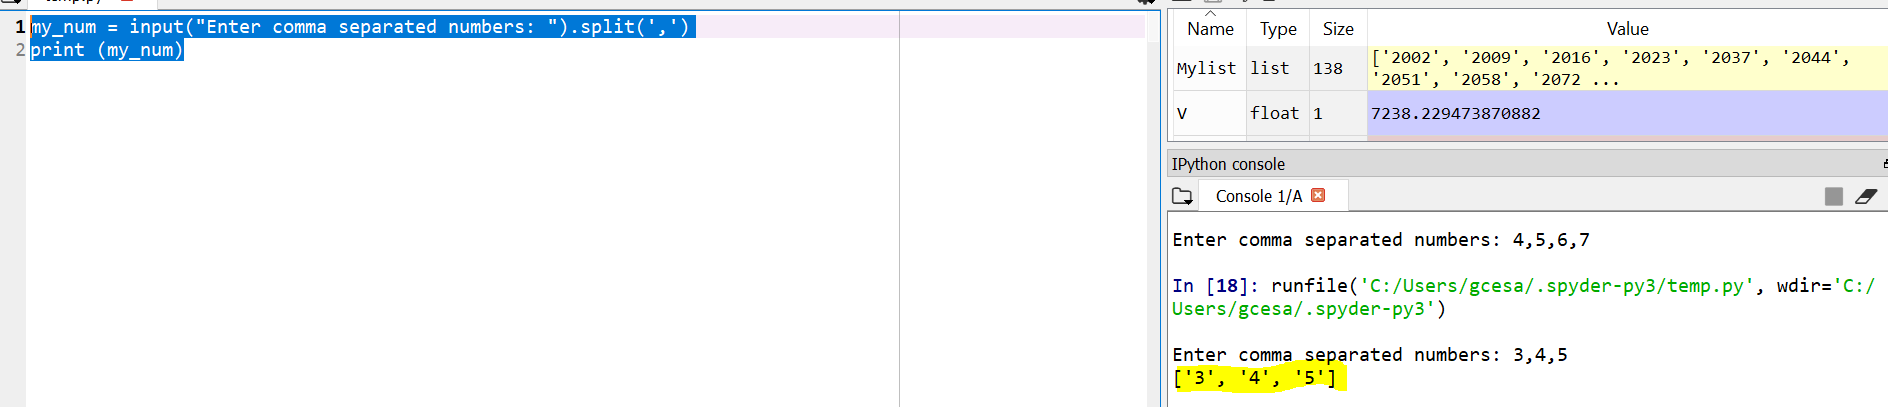 temp.py
1 my_num = input("Enter comma separated numbers: ").split(',')
2 print (my_num)
Name Type Size Value
Mylist list 138 ['2002', '2009', '2016', '2023', '2037', '2044',
'2051', '2058', '2072 ...
V float 1 7238.229473870882
IPython console
Console 1/A
Enter comma separated numbers: 4,5,6,7
In [18]: runfile('C:/Users/gcesa/.spyder-py3/temp.py', wdir='C:/
Users/gcesa/.spyder-py3')
Enter comma separated numbers: 3,4,5
['3', '4', '5']